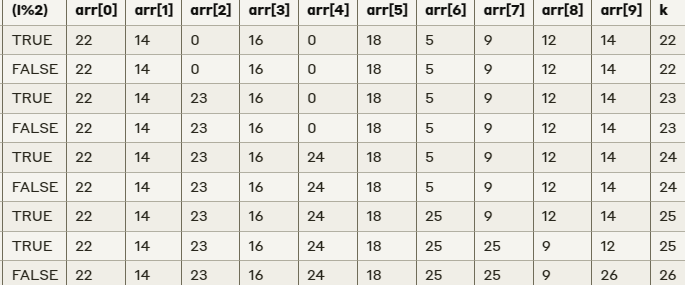 (I%2) arr[0] arr[1] arr[2] arr[3] arr[4] arr[5] arr[6] arr[7] arr[8] arr[9] k
TRUE 22 14 0 16 0 18 5 9 12 14 22
FALSE 22 14 0 16 0 18 5 9 12 14 22
TRUE 22 14 23 16 0 18 5 9 12 14 23
FALSE 22 14 23 16 0 18 5 9 12 14 23
TRUE 22 14 23 16 24 18 5 9 12 14 24
FALSE 22 14 23 16 24 18 5 9 12 14 24
TRUE 22 14 23 16 24 18 25 9 12 14 25
TRUE 22 14 23 16 24 18 25 25 9 12 25
FALSE 22 14 23 16 24 18 25 25 9 26 26